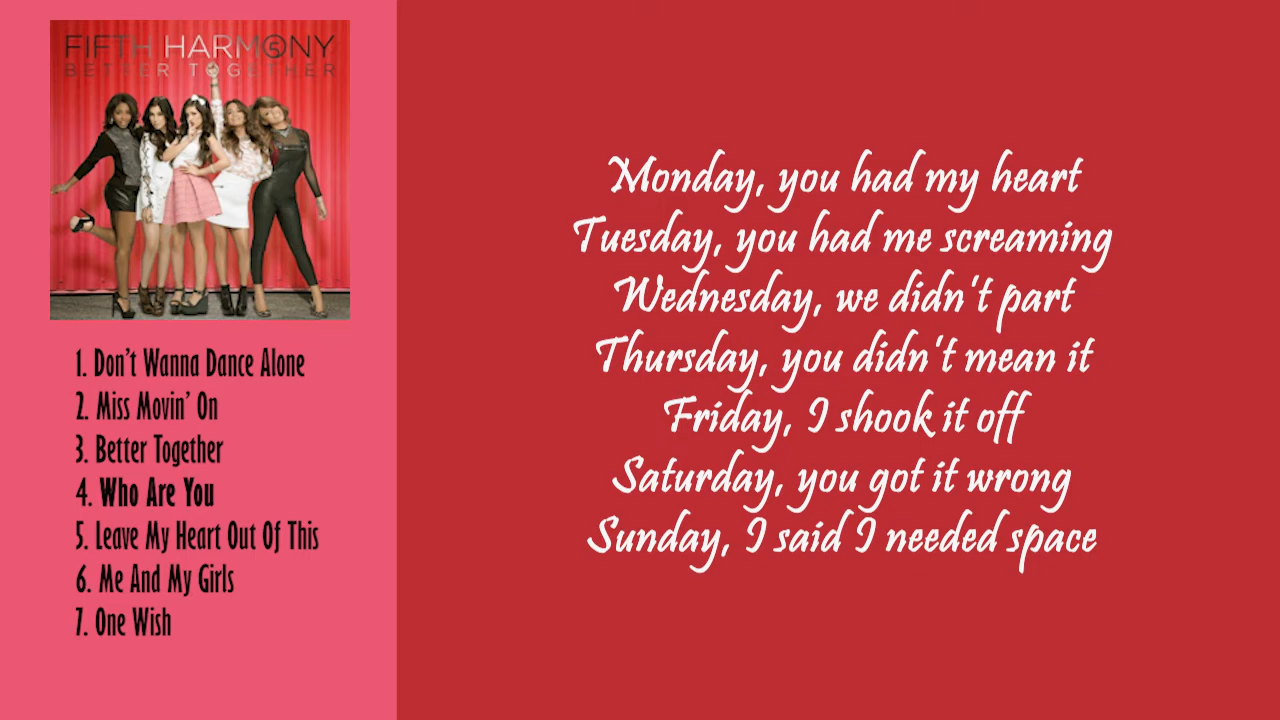 FIFTH HARMONY
BETTER TOGETHER
1. Don't Wanna Dance Alone
2. Miss Movin' On
3. Better Together
4. Who Are You
5. Leave My Heart Out Of This
6. Me And My Girls
7. One Wish
Monday, you had my heart
Tuesday, you had me screaming
Wednesday, we didn't part
Thursday, you didn't mean it
Friday, I shook it off
Saturday, you got it wrong
Sunday, I said I needed space